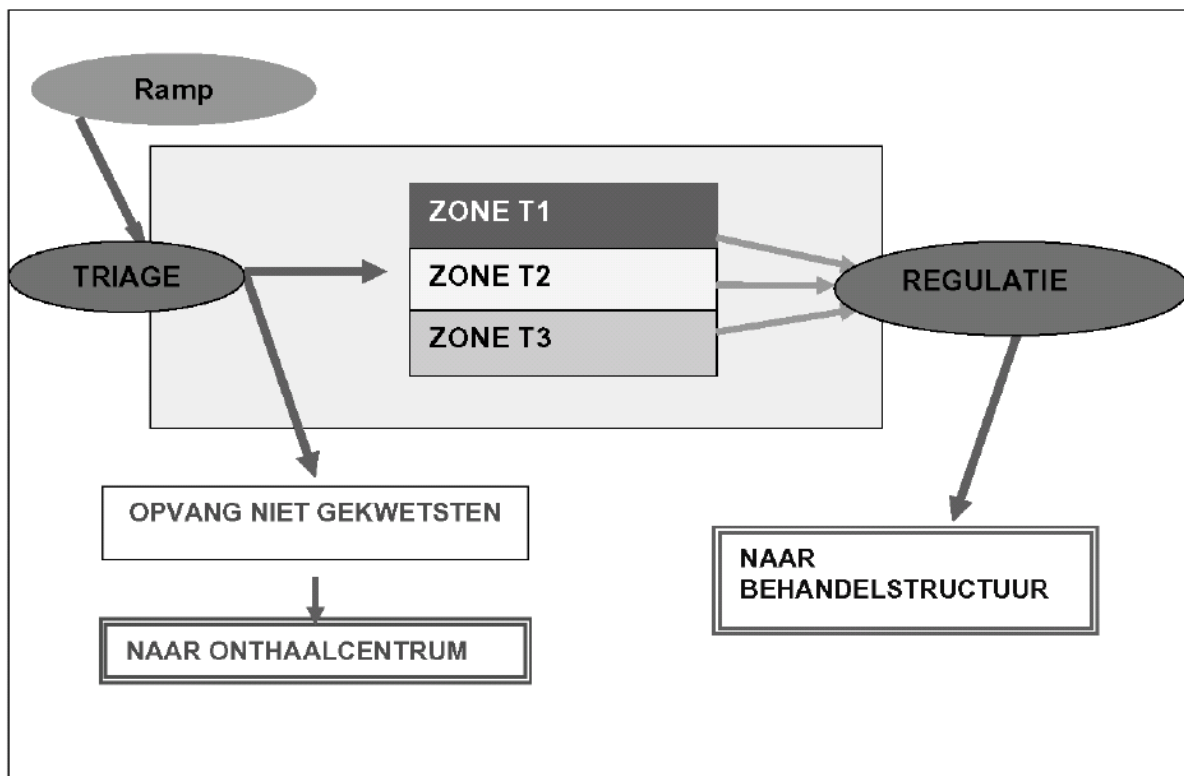 Ramp
TRIAGE
ZONE T1
ZONE T2
ZONE T3
REGULATIE
OPVANG NIET GEKWETSTEN
NAAR ONTHAALCENTRUM
NAAR
BEHANDELSTRUCTUUR